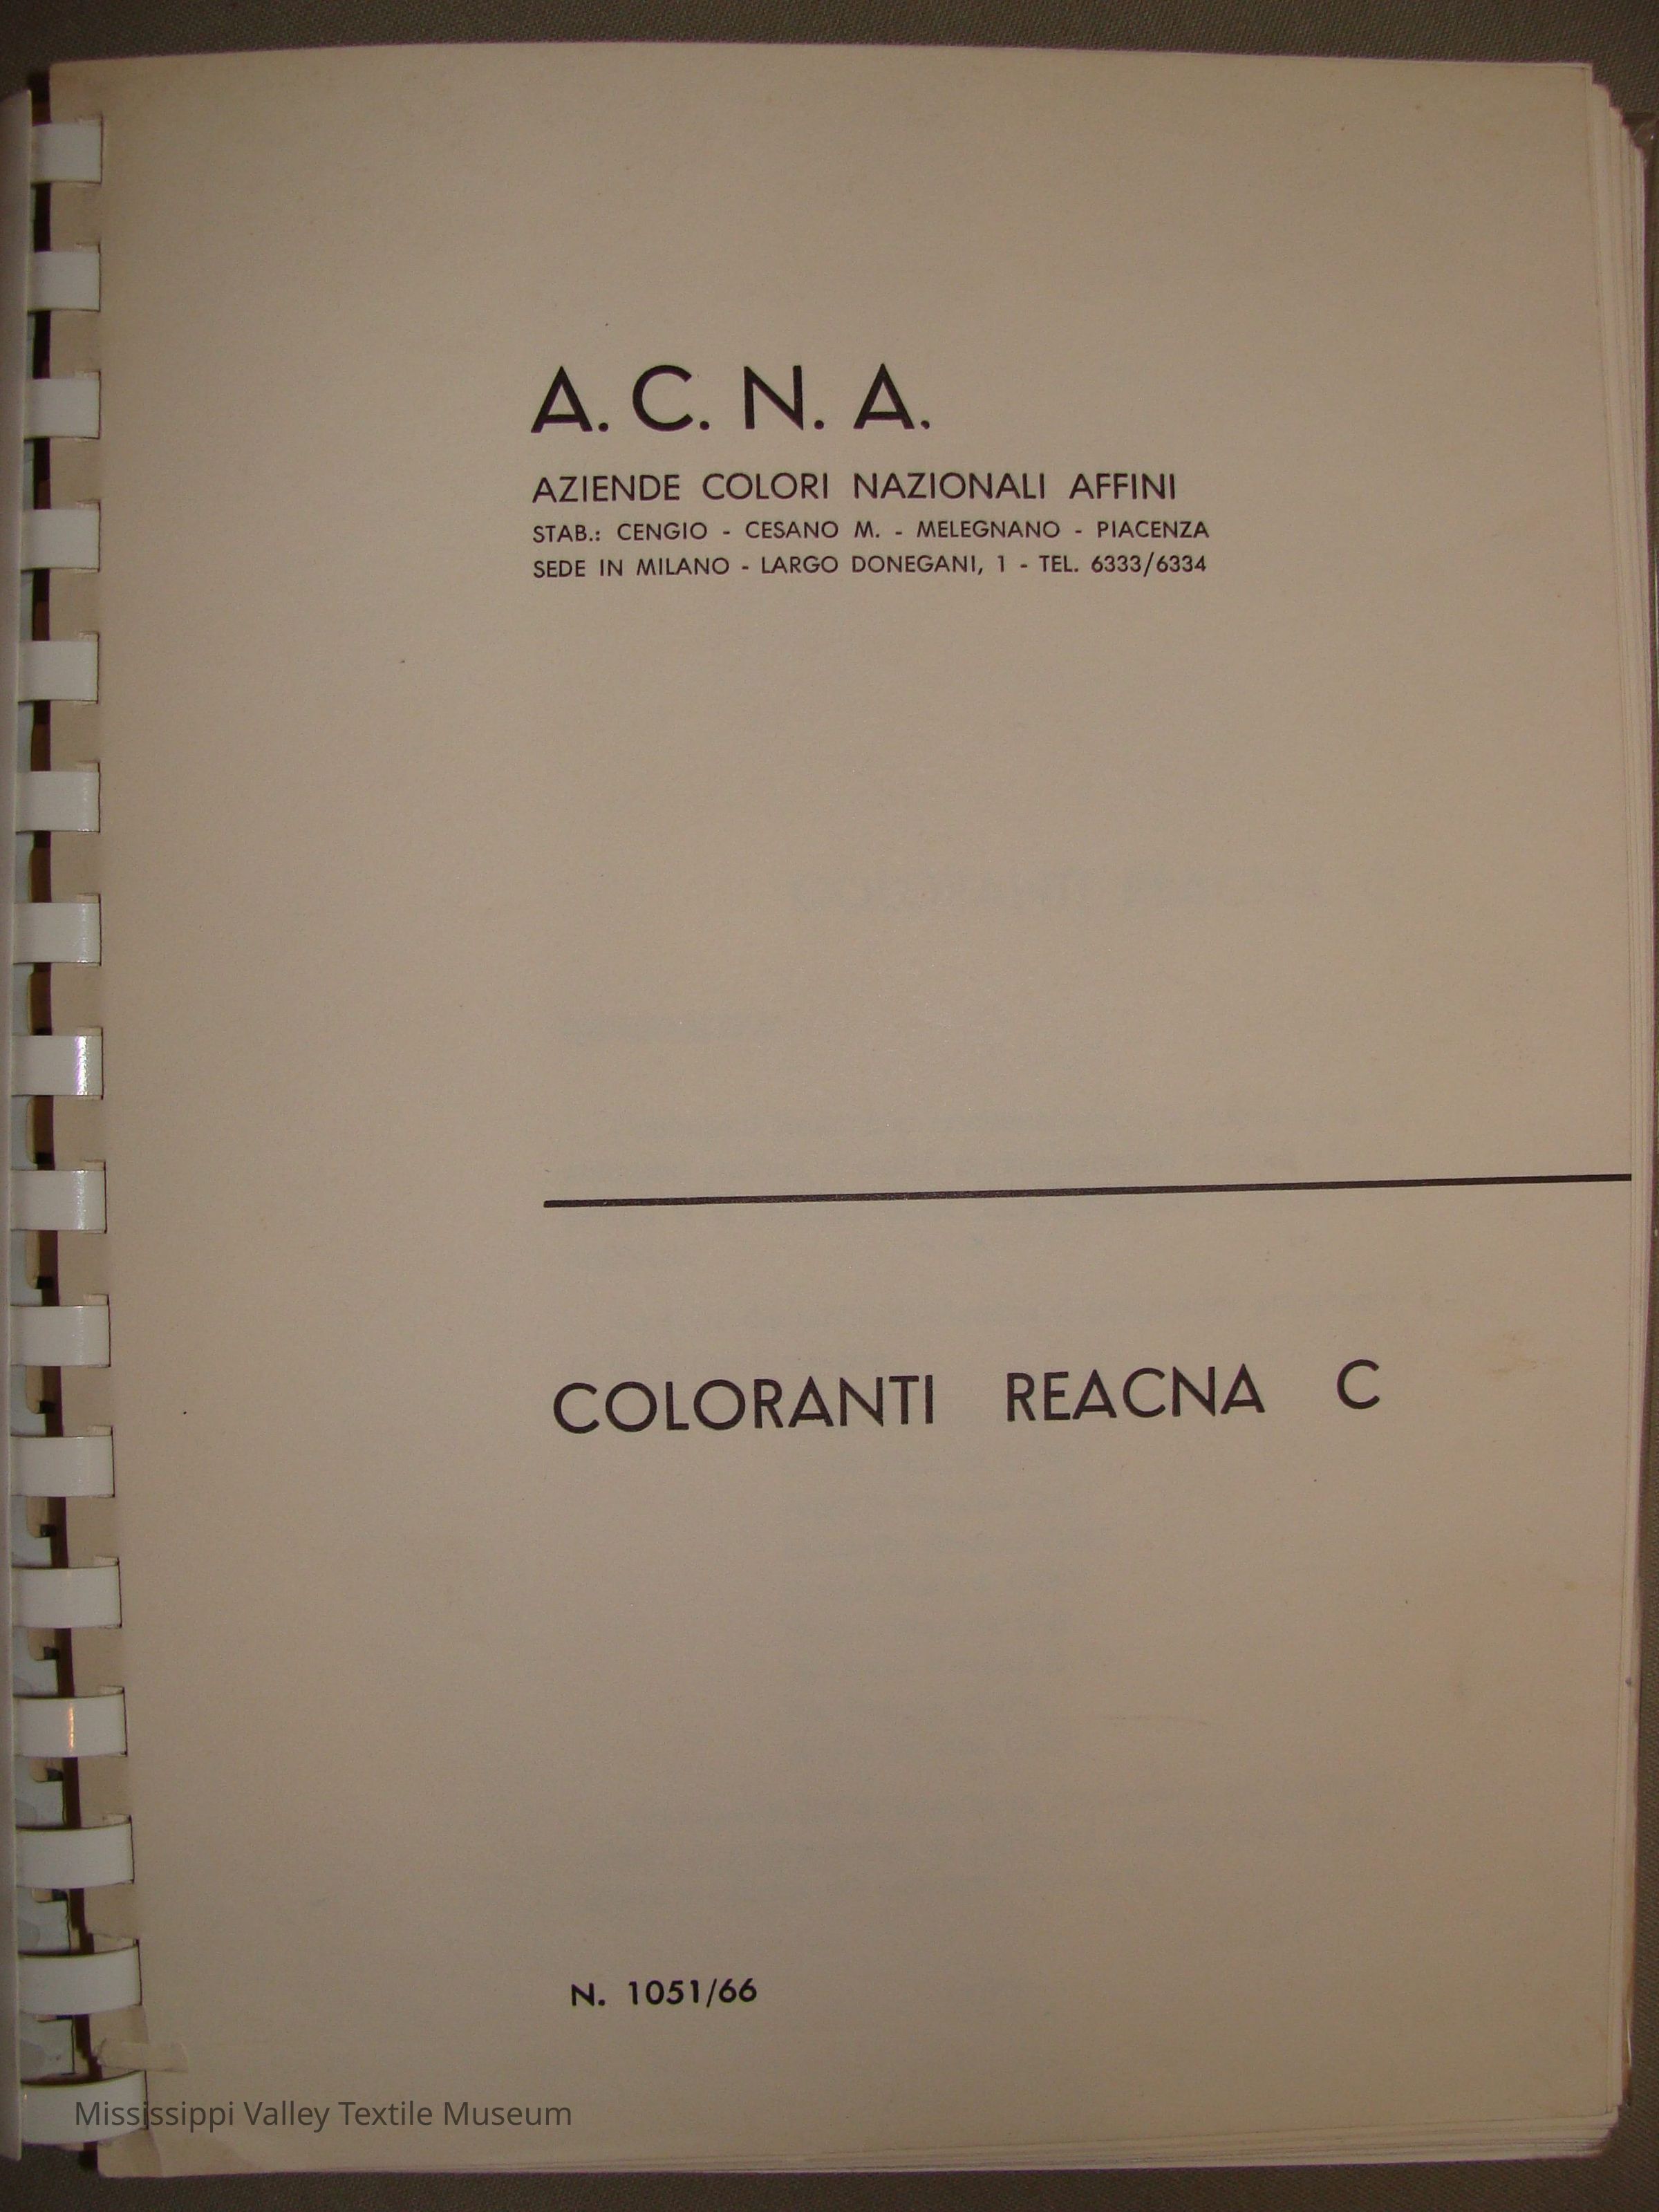 A. C. N. A.
AZIENDE COLORI NAZIONALI AFFINI
STAB.: CENGIO - CESANO M. - MELEGNANO - PIACENZA
SEDE IN MILANO - LARGO DONEGANI, 1 - TEL. 6333/6334
COLORANTI REACNA C
N. 1051/66
Mississippi Valley Textile Museum